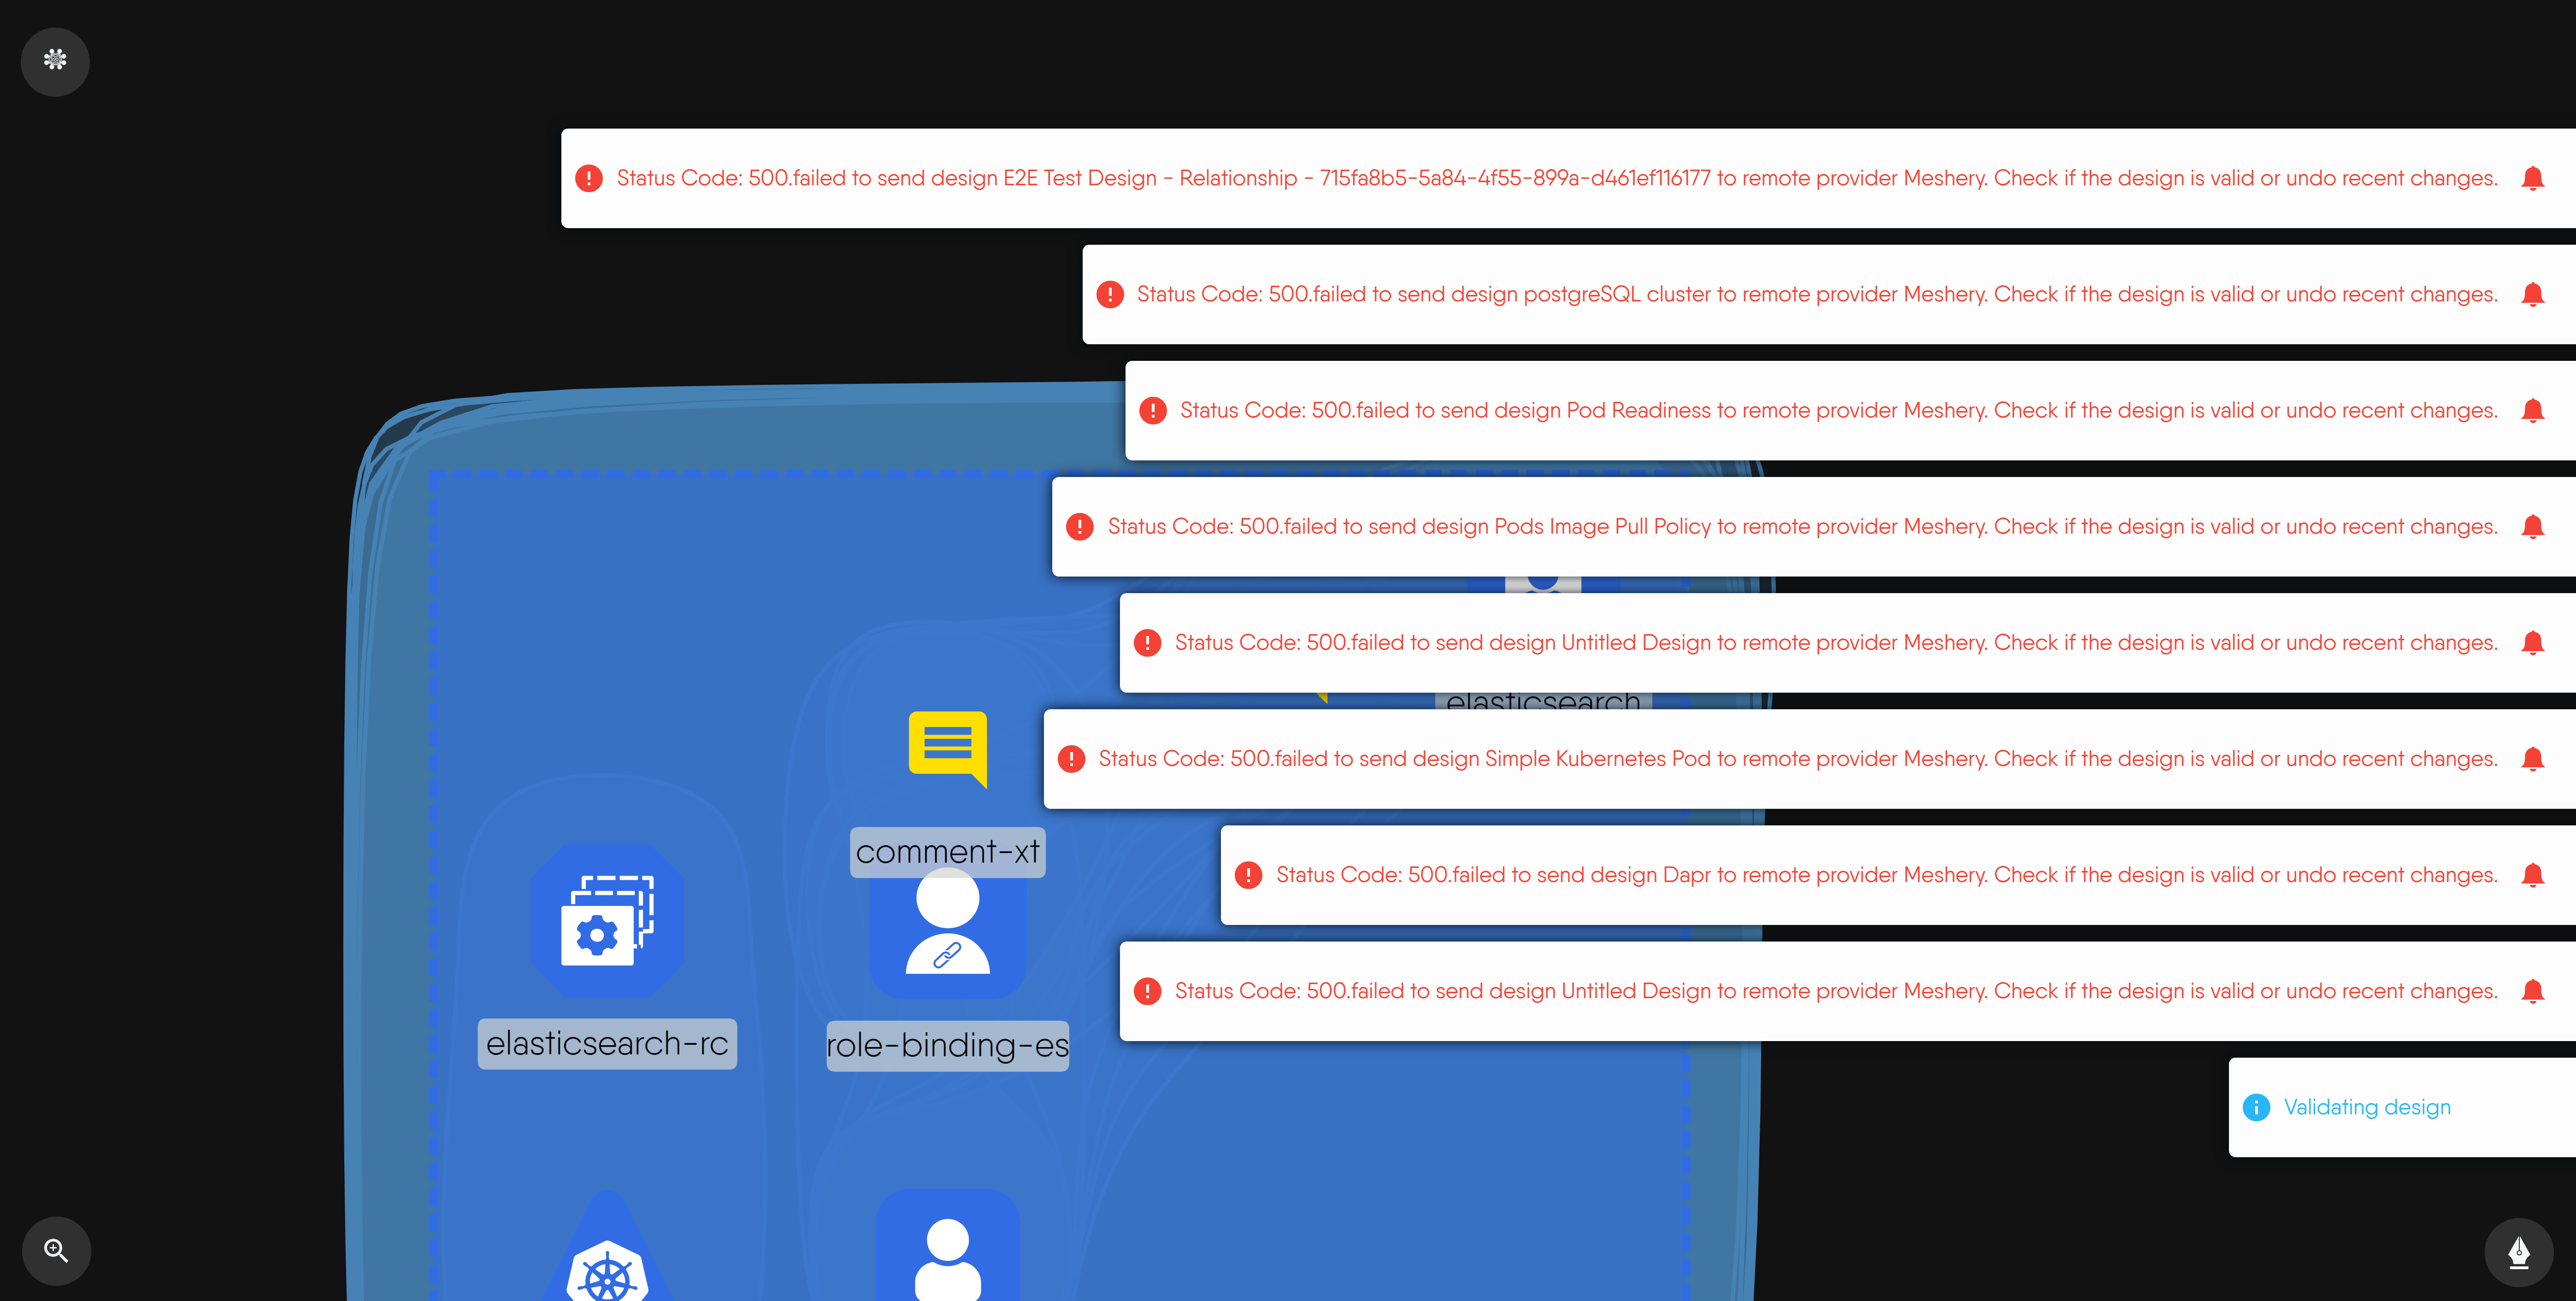 Status Code: 500.failed to send design E2E Test Design - Relationship - 715fa8b5-5a84-4f55-899a-d461ef116177 to remote provider Meshery. Check if the design is valid or undo recent changes.
Status Code: 500.failed to send design postgreSQL cluster to remote provider Meshery. Check if the design is valid or undo recent changes.
Status Code: 500.failed to send design Pod Readiness to remote provider Meshery. Check if the design is valid or undo recent changes.
Status Code: 500.failed to send design Pods Image Pull Policy to remote provider Meshery. Check if the design is valid or undo recent changes.
Status Code: 500.failed to send design Untitled Design to remote provider Meshery. Check if the design is valid or undo recent changes.
elasticsearch
Status Code: 500.failed to send design Simple Kubernetes Pod to remote provider Meshery. Check if the design is valid or undo recent changes.
comment-xt
Status Code: 500.failed to send design Dapr to remote provider Meshery. Check if the design is valid or undo recent changes.
Status Code: 500.failed to send design Untitled Design to remote provider Meshery. Check if the design is valid or undo recent changes.
elasticsearch-rc
role-binding-es
Validating design